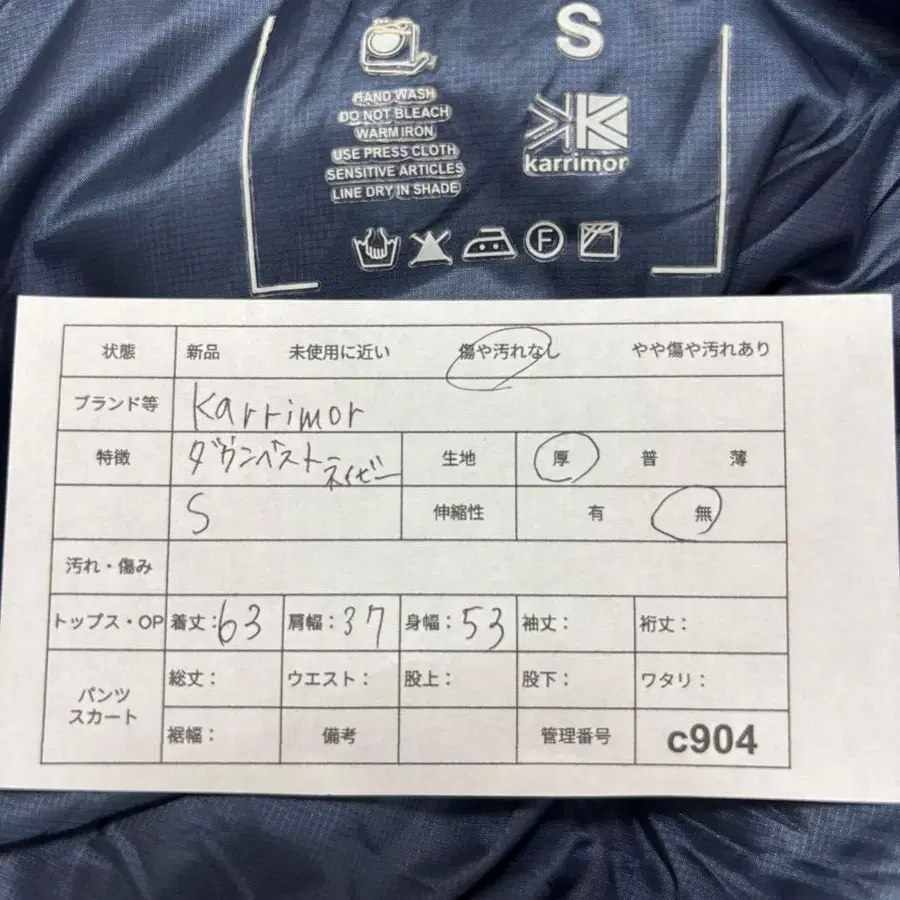 S
HAND WASH
DO NOT BLEACH
WARM IRON
USE PRESS CLOTH
SENSITIVE ARTICLES
LINE DRY IN SHADE
karrimor
F
状態 新品 未使用に近い 傷や汚れなし やや傷や汚れあり
ブランド等 Karrimor
特徴 ダウンベスト ネイビー 生地 厚 普 薄
S 伸縮性 有 無
汚れ・傷み
トップス・OP 着丈：63 肩幅：37 身幅：53 袖丈： 裄丈：
パンツ スカート 総丈： ウエスト： 股上： 股下： ワタリ：
裾幅： 備考 管理番号 c904